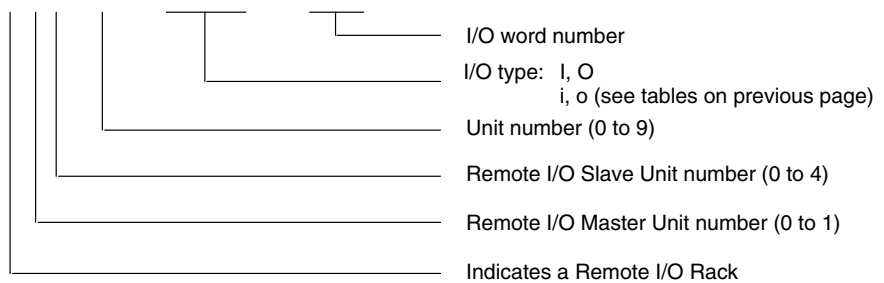 I/O word number
I/O type: I, O
i, o (see tables on previous page)
Unit number (0 to 9)
Remote I/O Slave Unit number (0 to 4)
Remote I/O Master Unit number (0 to 1)
Indicates a Remote I/O Rack